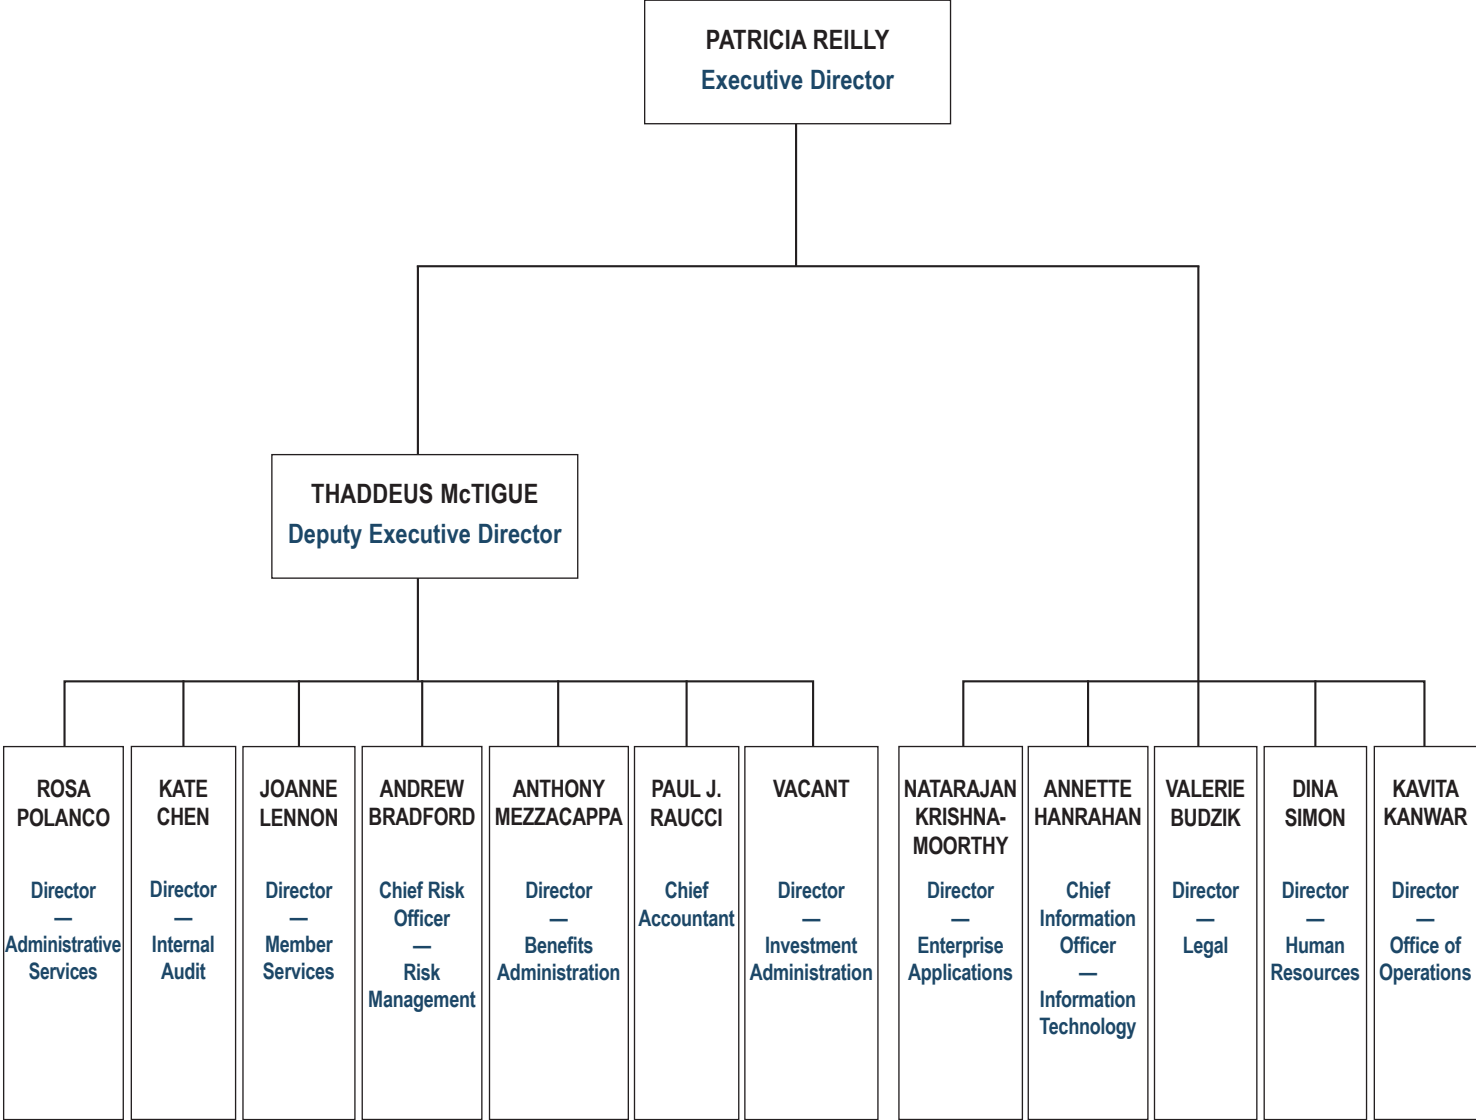 PATRICIA REILLY
Executive Director
THADDEUS McTIGUE
Deputy Executive Director
ROSA
POLANCO
Director
—
Administrative
Services
KATE
CHEN
Director
—
Internal
Audit
JOANNE
LENNON
Director
—
Member
Services
ANDREW
BRADFORD
Chief Risk
Officer
—
Risk
Management
ANTHONY
MEZZACAPPA
Director
—
Benefits
Administration
PAUL J.
RAUCCI
Chief
Accountant
VACANT
Director
—
Investment
Administration
NATARAJAN
KRISHNA-
MOORTHY
Director
—
Enterprise
Applications
ANNETTE
HANRAHAN
Chief
Information
Officer
—
Information
Technology
VALERIE
BUDZIK
Director
—
Legal
DINA
SIMON
Director
—
Human
Resources
KAVITA
KANWAR
Director
—
Office of
Operations